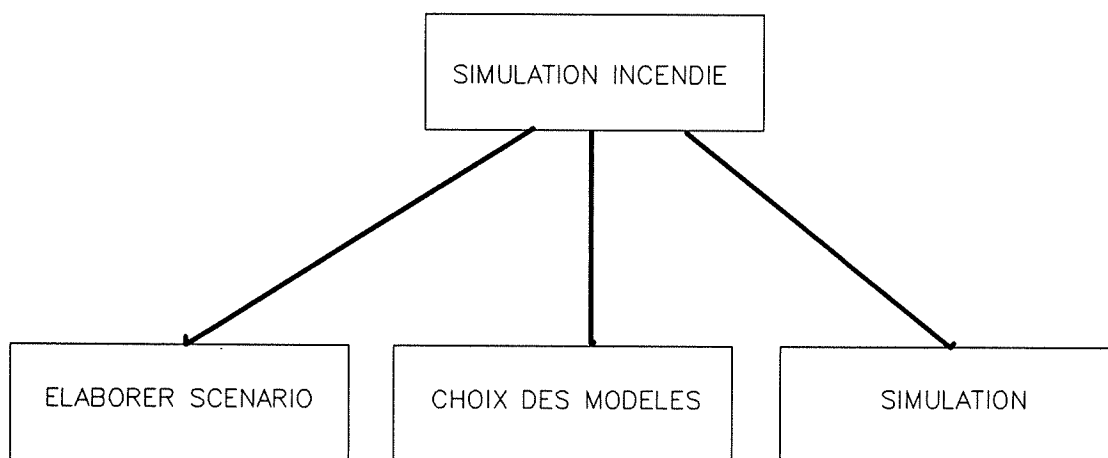 SIMULATION INCENDIE
ELABORER SCENARIO
CHOIX DES MODELES
SIMULATION